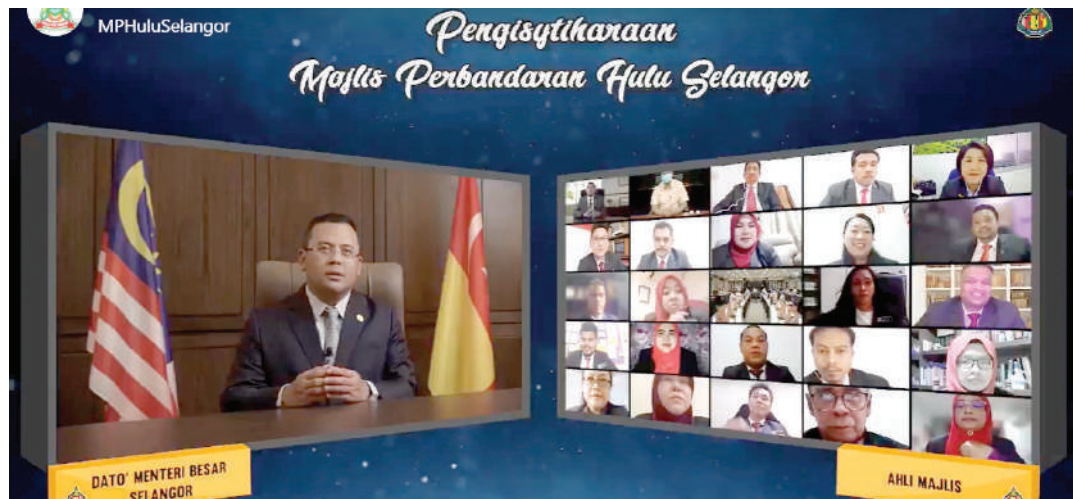 MPHuluSelangor
Pengisytiharaan
Majlis Perbandaran Hulu Selangor
DATO' MENTERI BESAR
SELANGOR
AHLI MAJLIS